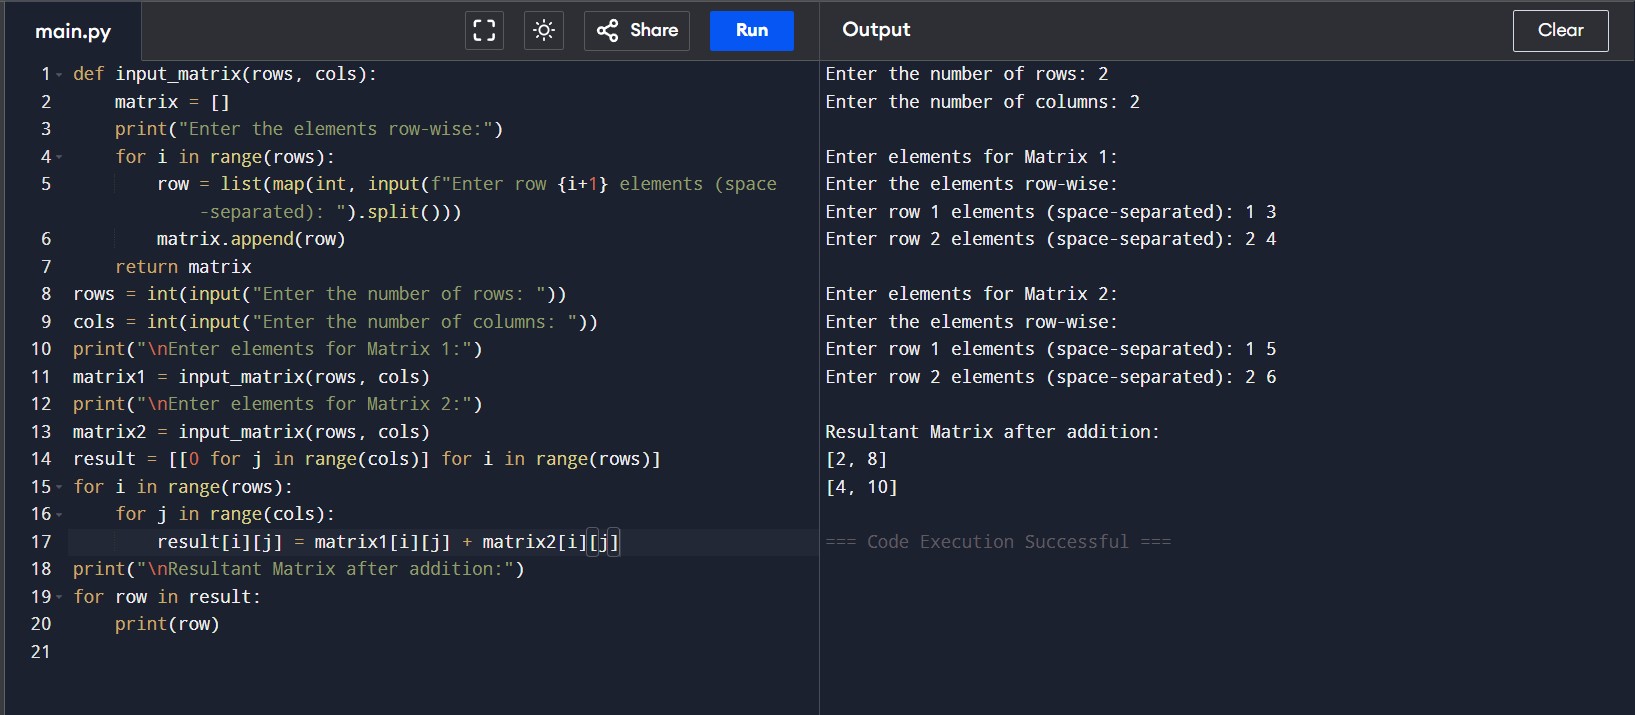 main.py
Share
Run
Output
Clear
1 def input_matrix(rows, cols):
2     matrix = []
3     print("Enter the elements row-wise:")
4     for i in range(rows):
5         row = list(map(int, input(f"Enter row {i+1} elements (space
            -separated): ").split()))
6         matrix.append(row)
7     return matrix
8 rows = int(input("Enter the number of rows: "))
9 cols = int(input("Enter the number of columns: "))
10 print("\nEnter elements for Matrix 1:")
11 matrix1 = input_matrix(rows, cols)
12 print("\nEnter elements for Matrix 2:")
13 matrix2 = input_matrix(rows, cols)
14 result = [[0 for j in range(cols)] for i in range(rows)]
15 for i in range(rows):
16     for j in range(cols):
17         result[i][j] = matrix1[i][j] + matrix2[i][j]
18 print("\nResultant Matrix after addition:")
19 for row in result:
20     print(row)
21
Enter the number of rows: 2
Enter the number of columns: 2
Enter elements for Matrix 1:
Enter the elements row-wise:
Enter row 1 elements (space-separated): 1 3
Enter row 2 elements (space-separated): 2 4
Enter elements for Matrix 2:
Enter the elements row-wise:
Enter row 1 elements (space-separated): 1 5
Enter row 2 elements (space-separated): 2 6
Resultant Matrix after addition:
[2, 8]
[4, 10]
=== Code Execution Successful ===